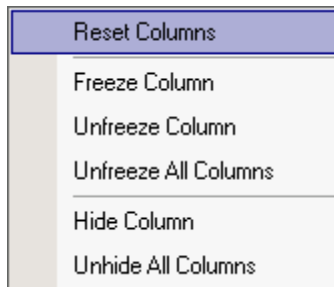 Reset Columns
Freeze Column
Unfreeze Column
Unfreeze All Columns
Hide Column
Unhide All Columns